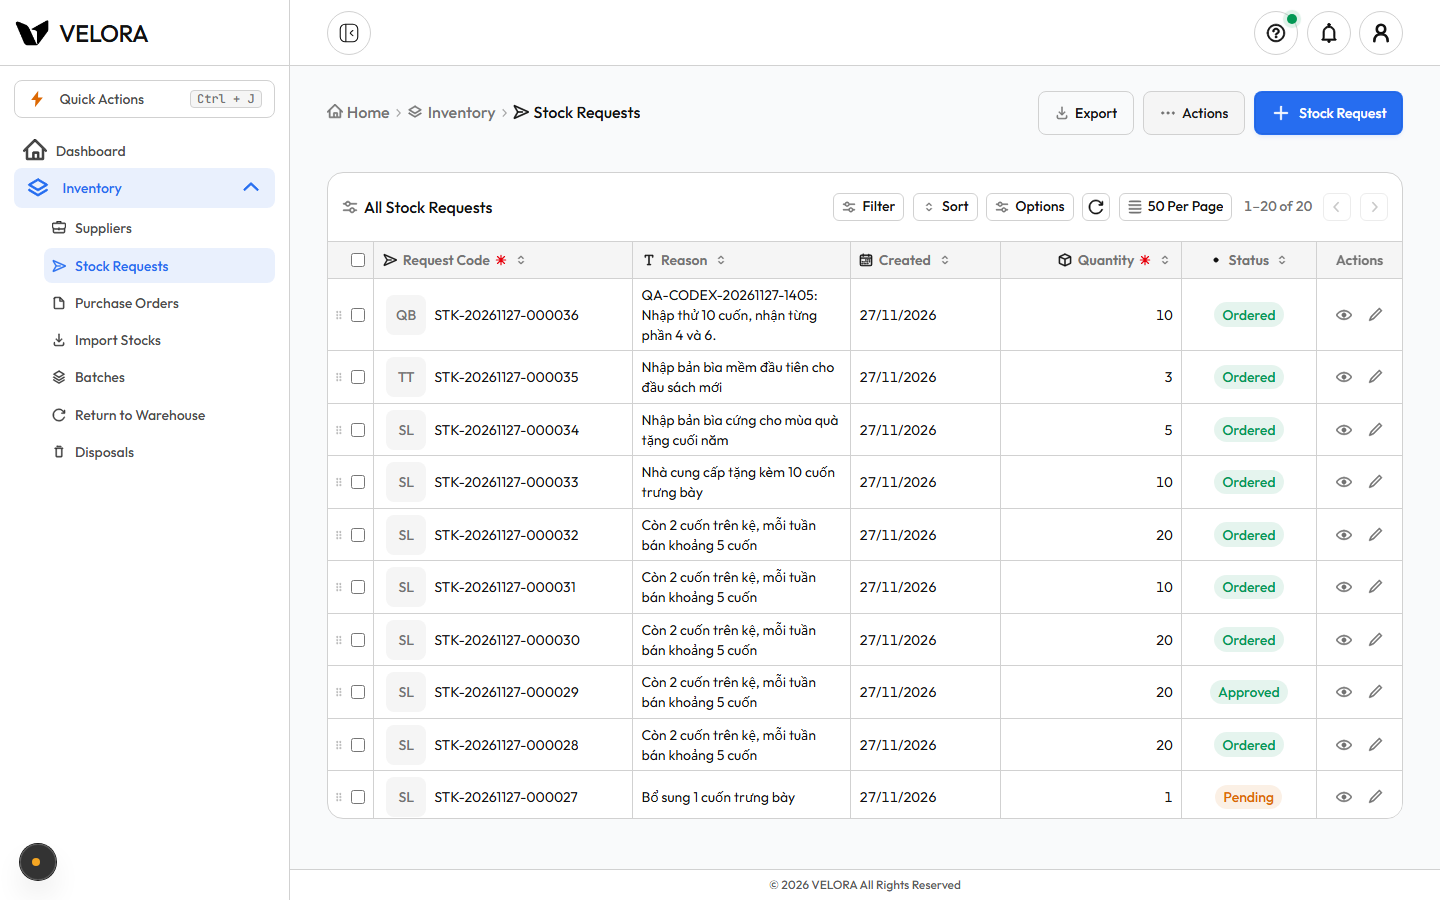 VELORA
Quick Actions
Ctrl + J
Dashboard
Inventory
Suppliers
Stock Requests
Purchase Orders
Import Stocks
Batches
Return to Warehouse
Disposals
Home
Inventory
Stock Requests
Export
Actions
Stock Request
All Stock Requests
Filter
Sort
Options
50 Per Page
1–20 of 20
Request Code *
Reason
Created
Quantity *
Status
Actions
QB
STK-20261127-000036
QA-CODEX-20261127-1405:
Nhập thử 10 cuốn, nhận từng
phần 4 và 6.
27/11/2026
10
Ordered
TT
STK-20261127-000035
Nhập bản bìa mềm đầu tiên cho
đầu sách mới
27/11/2026
3
Ordered
SL
STK-20261127-000034
Nhập bản bìa cứng cho mùa quà
tặng cuối năm
27/11/2026
5
Ordered
SL
STK-20261127-000033
Nhà cung cấp tặng kèm 10 cuốn
trưng bày
27/11/2026
10
Ordered
SL
STK-20261127-000032
Còn 2 cuốn trên kệ, mỗi tuần
bán khoảng 5 cuốn
27/11/2026
20
Ordered
SL
STK-20261127-000031
Còn 2 cuốn trên kệ, mỗi tuần
bán khoảng 5 cuốn
27/11/2026
10
Ordered
SL
STK-20261127-000030
Còn 2 cuốn trên kệ, mỗi tuần
bán khoảng 5 cuốn
27/11/2026
20
Ordered
SL
STK-20261127-000029
Còn 2 cuốn trên kệ, mỗi tuần
bán khoảng 5 cuốn
27/11/2026
20
Approved
SL
STK-20261127-000028
Còn 2 cuốn trên kệ, mỗi tuần
bán khoảng 5 cuốn
27/11/2026
20
Ordered
SL
STK-20261127-000027
Bổ sung 1 cuốn trưng bày
27/11/2026
1
Pending
© 2026 VELORA All Rights Reserved